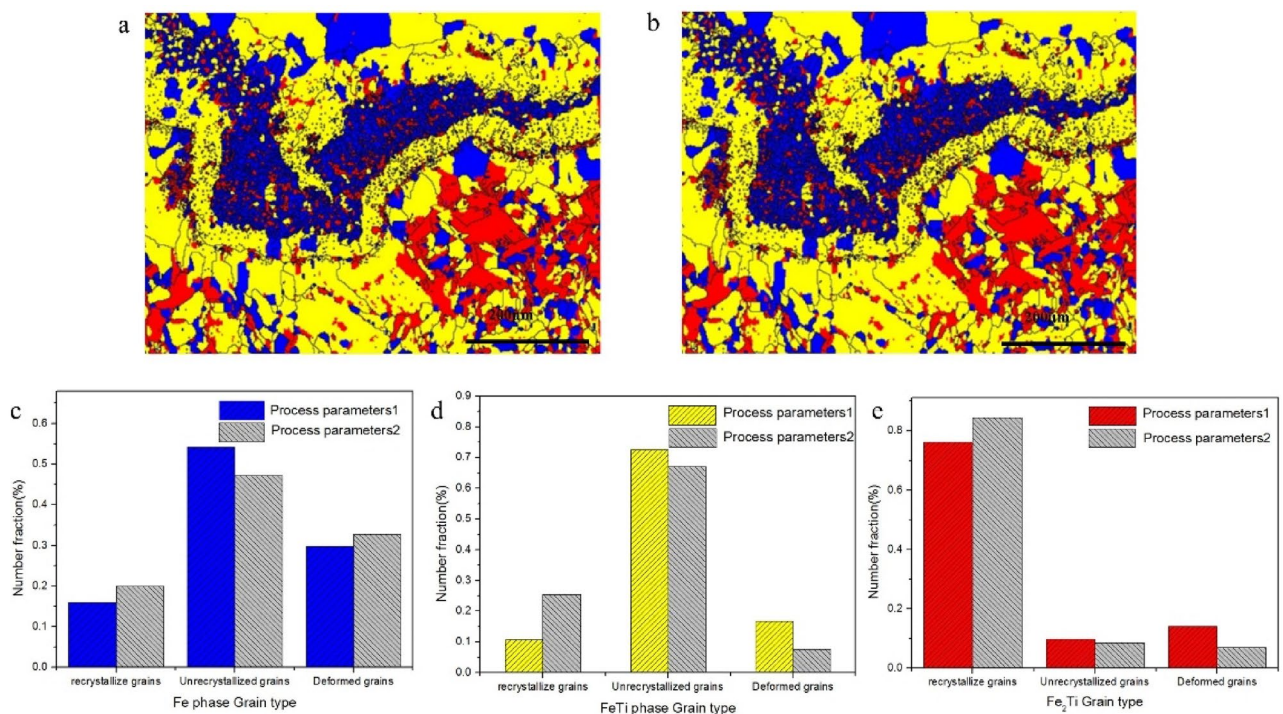 a
b
200μm
200μm
c
Process parameters1
Process parameters2
Number fraction(%)
0.6
0.5
0.4
0.3
0.2
0.1
0.0
recrystallize grains
Unrecrystallized grains
Deformed grains
Fe phase Grain type
d
Process parameters1
Process parameters2
Number fraction(%)
0.9
0.8
0.7
0.6
0.5
0.4
0.3
0.2
0.1
0.0
recrystallize grains
Unrecrystallized grains
Deformed grains
FeTi phase Grain type
e
Process parameters1
Process parameters2
Number fraction(%)
0.8
0.6
0.4
0.2
0.0
recrystallize grains
Unrecrystallized grains
Deformed grains
Fe₂Ti Grain type